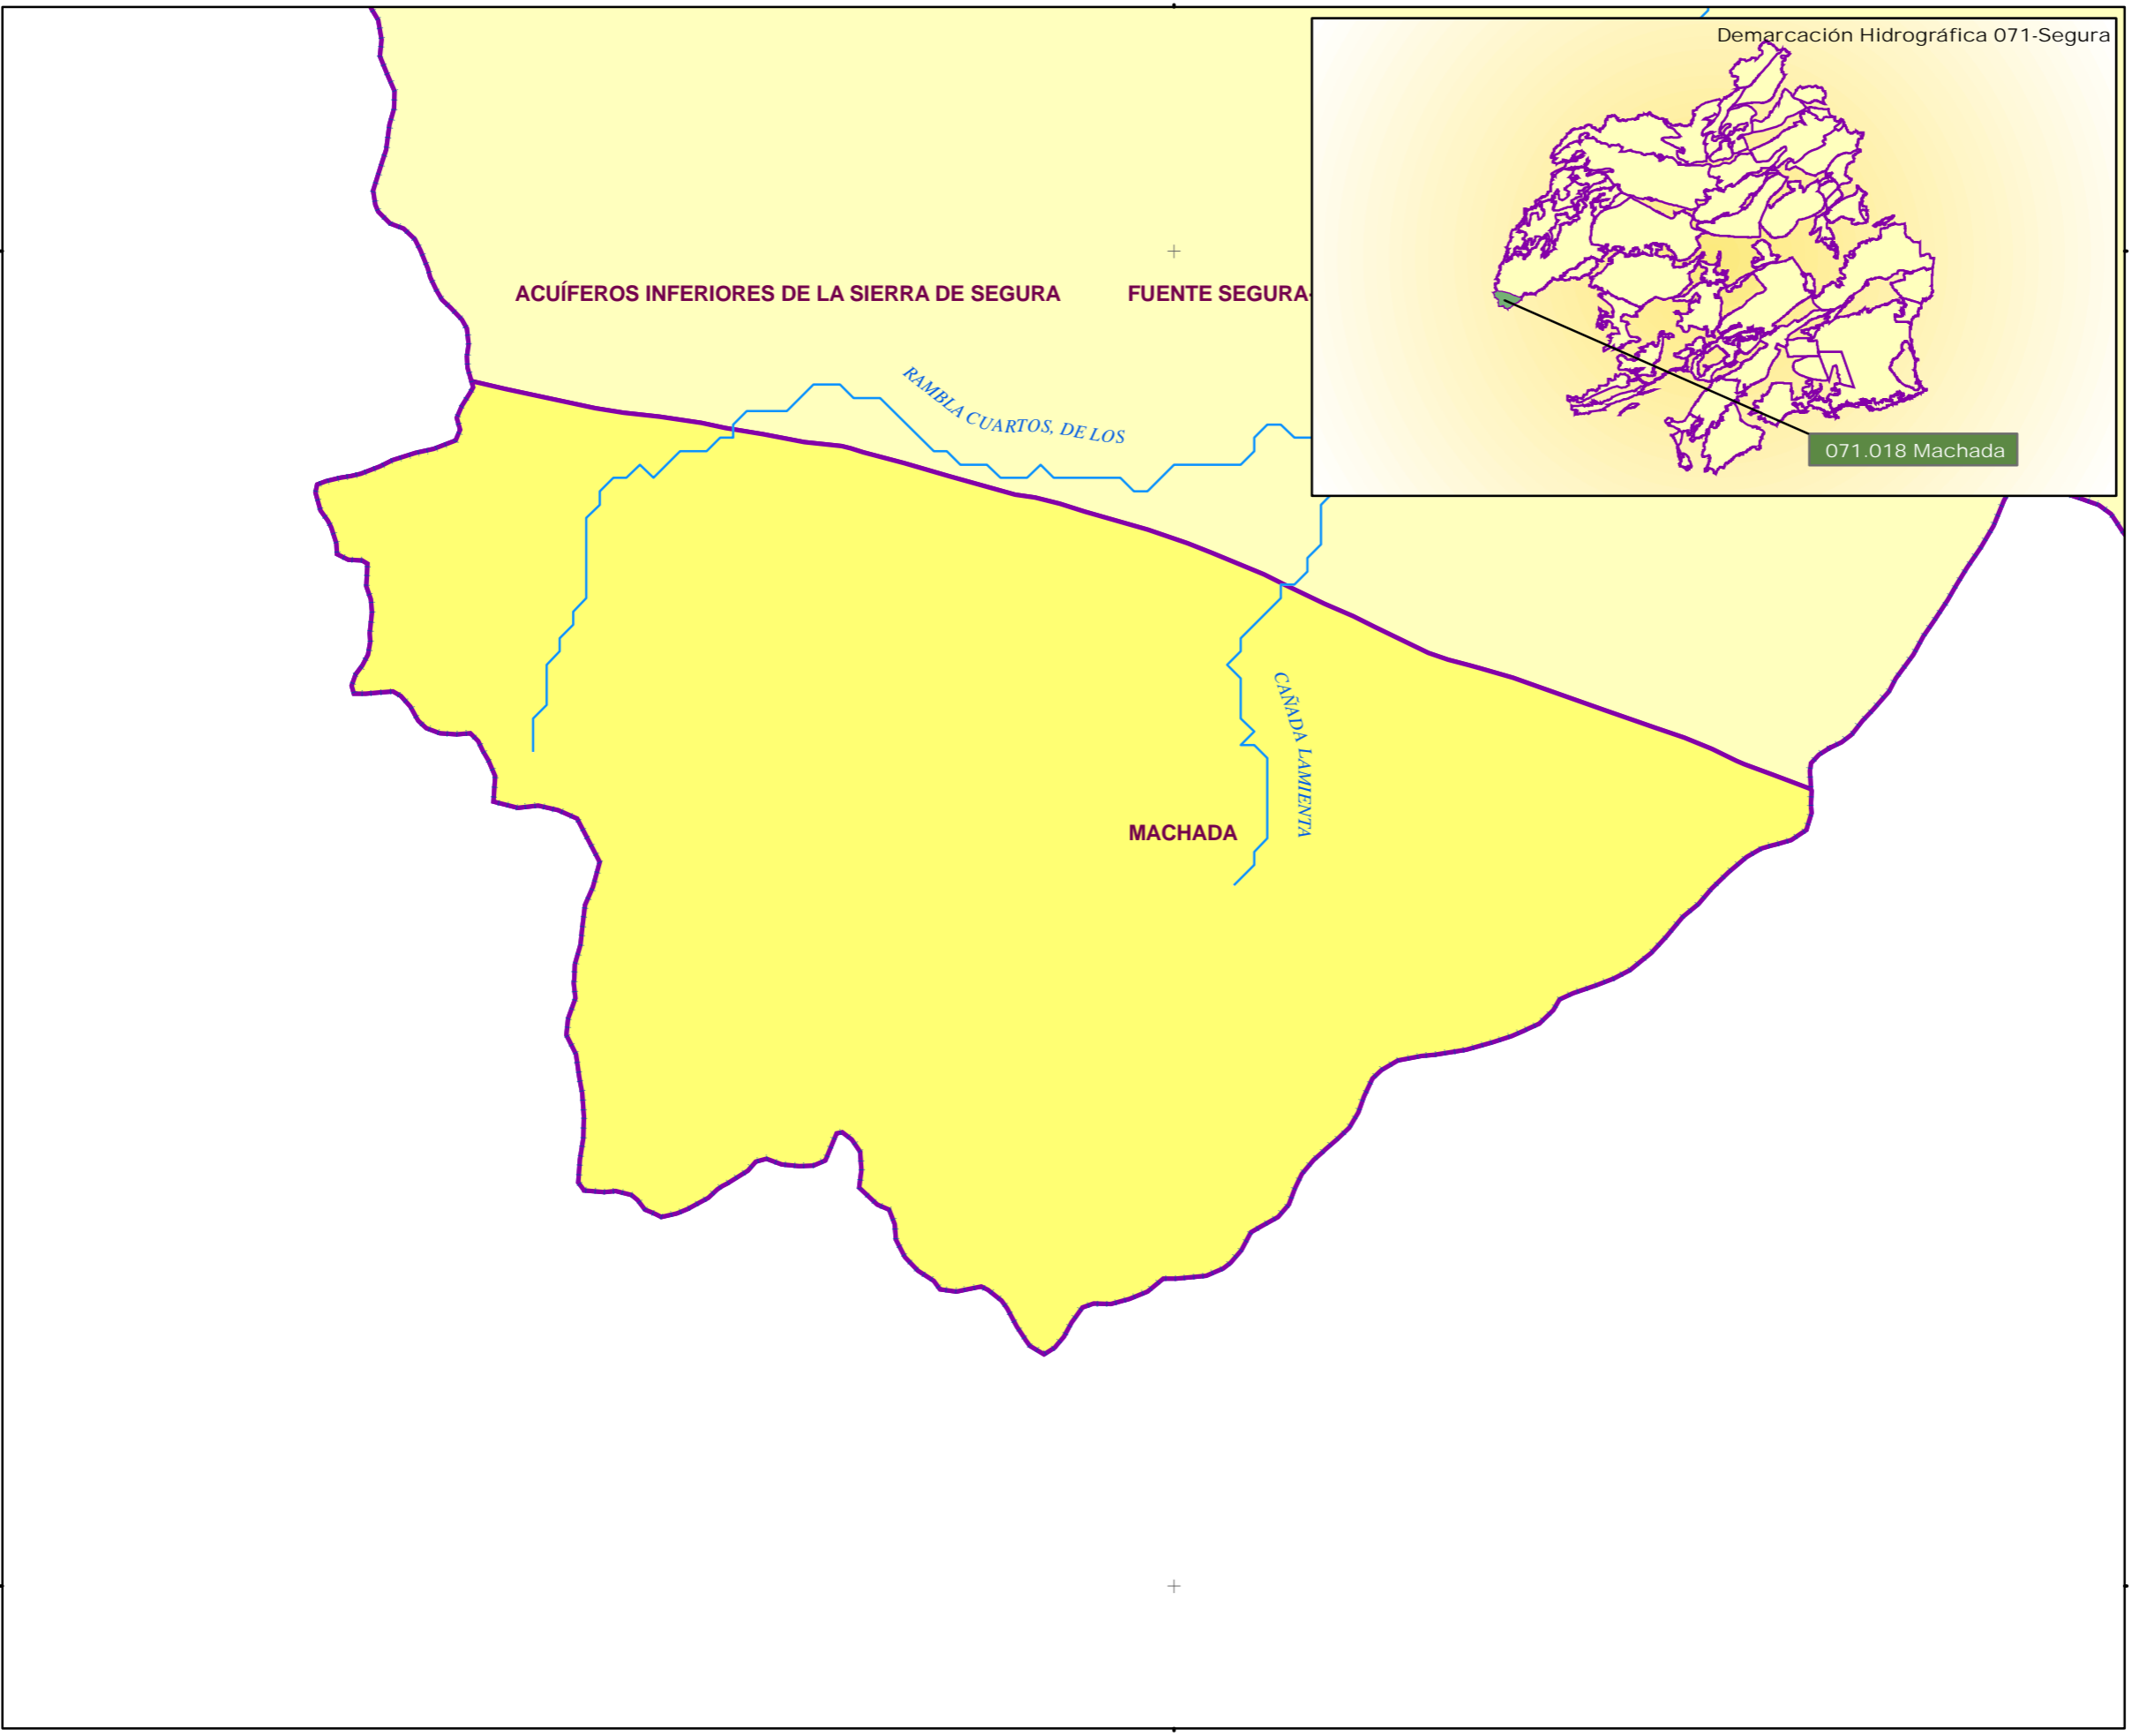 Demarcación Hidrográfica 071-Segura
ACUÍFEROS INFERIORES DE LA SIERRA DE SEGURA
FUENTE SEGURA-
RAMBLA CUARTOS, DE LOS
071.018 Machada
CAÑADA LAMIENTA
MACHADA